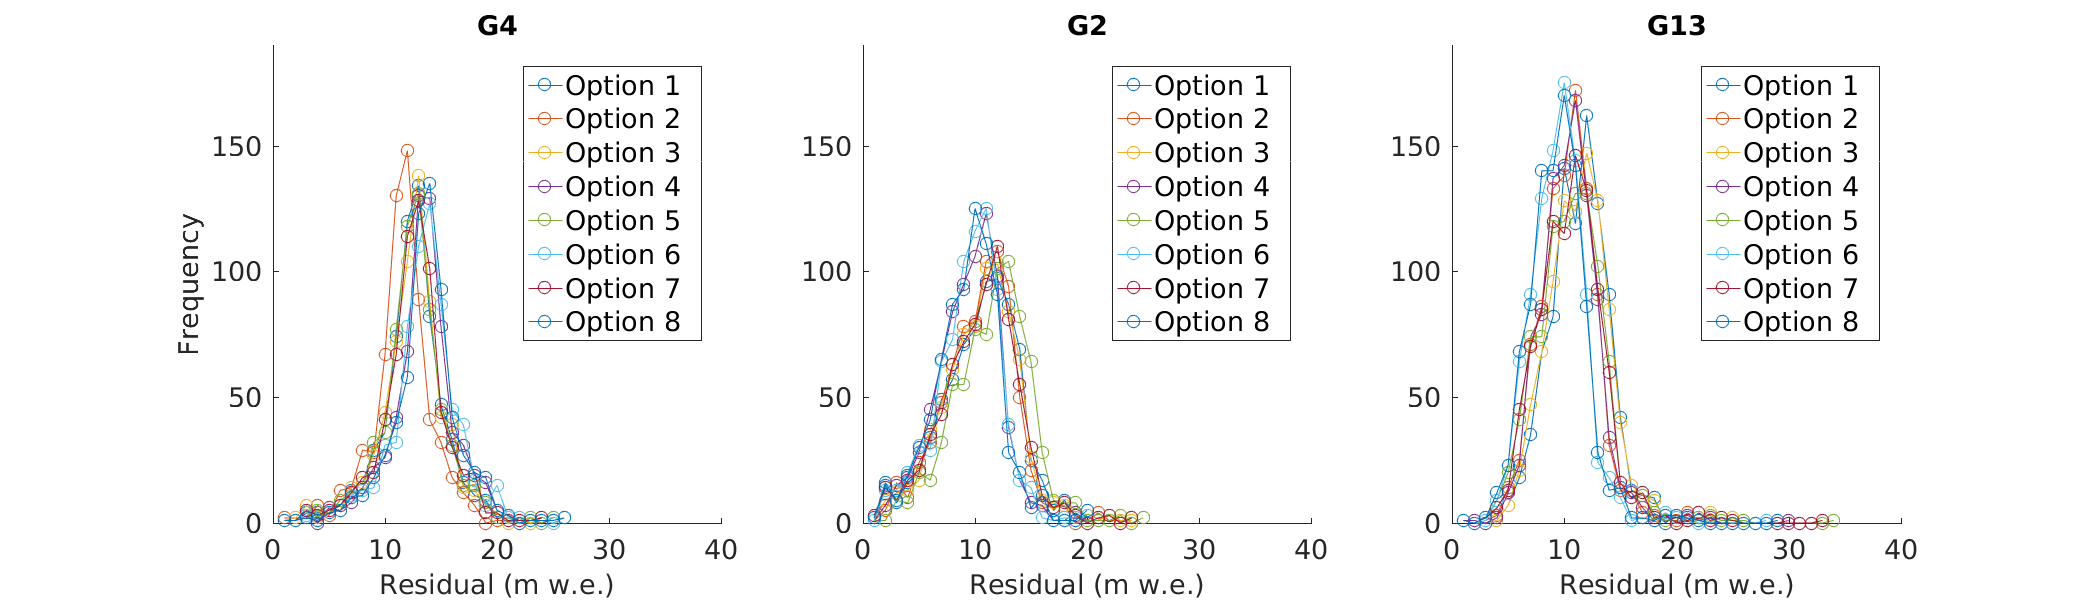 G4
Frequency
150
100
50
0
0 10 20 30 40
Residual (m w.e.)
Option 1
Option 2
Option 3
Option 4
Option 5
Option 6
Option 7
Option 8
G2
150
100
50
0
0 10 20 30 40
Residual (m w.e.)
Option 1
Option 2
Option 3
Option 4
Option 5
Option 6
Option 7
Option 8
G13
150
100
50
0
0 10 20 30 40
Residual (m w.e.)
Option 1
Option 2
Option 3
Option 4
Option 5
Option 6
Option 7
Option 8